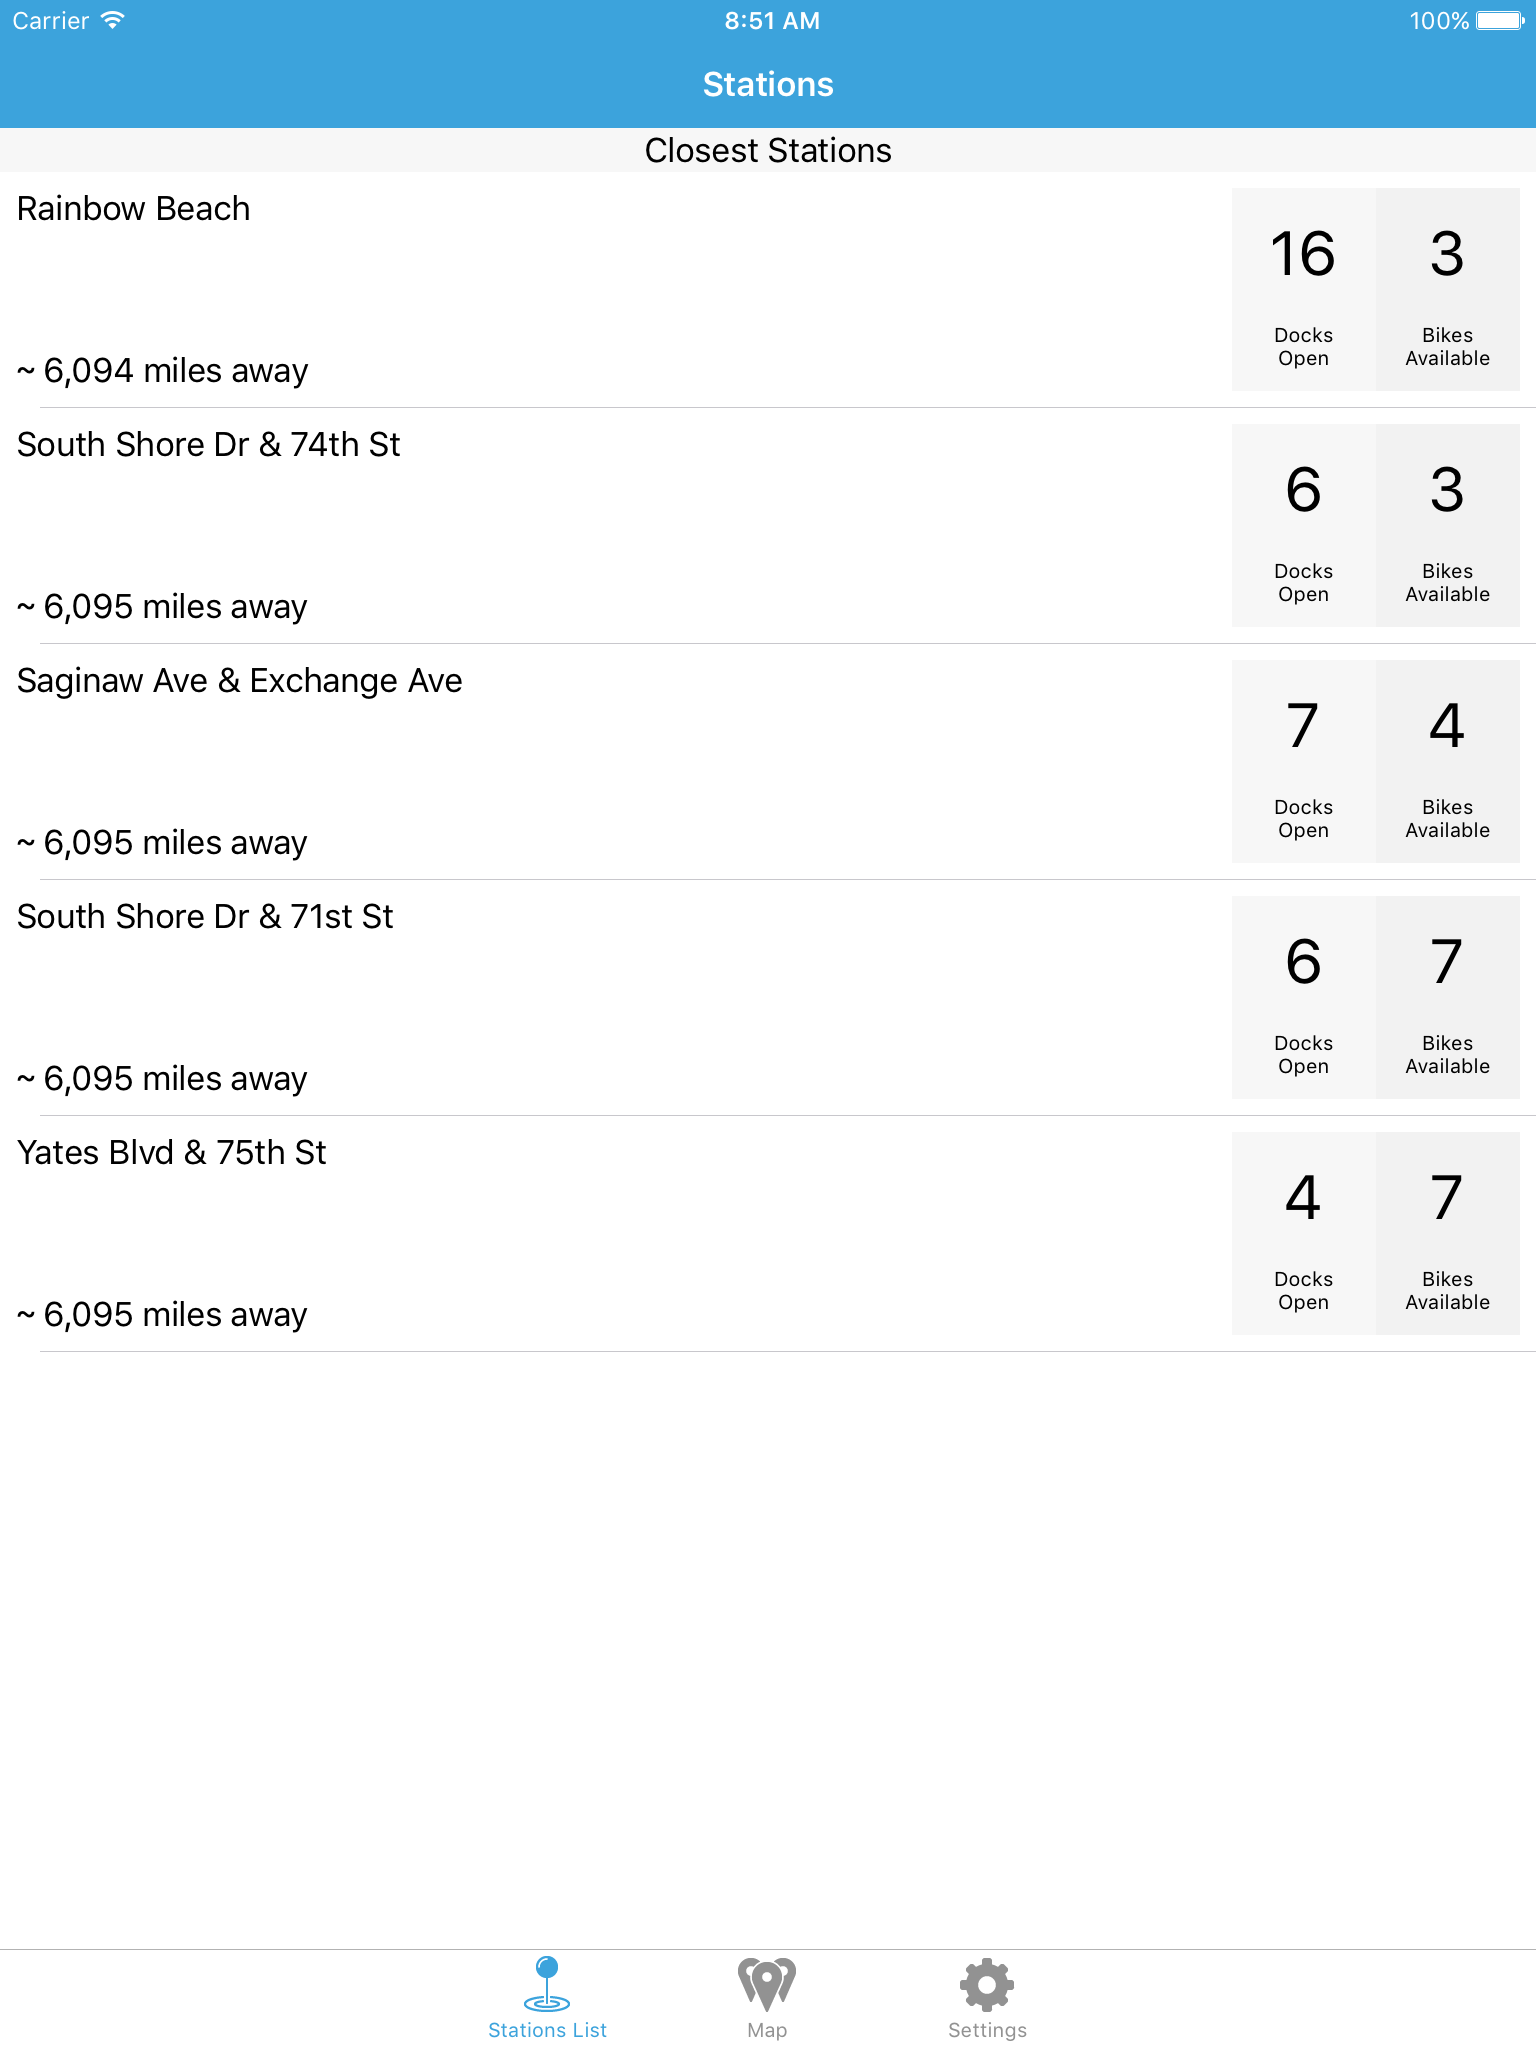 Carrier 8:51 AM 100%
Stations
Closest Stations
Rainbow Beach
16 3
Docks Bikes
Open Available
~ 6,094 miles away
South Shore Dr & 74th St
6 3
Docks Bikes
Open Available
~ 6,095 miles away
Saginaw Ave & Exchange Ave
7 4
Docks Bikes
Open Available
~ 6,095 miles away
South Shore Dr & 71st St
6 7
Docks Bikes
Open Available
~ 6,095 miles away
Yates Blvd & 75th St
4 7
Docks Bikes
Open Available
~ 6,095 miles away
Stations List Map Settings